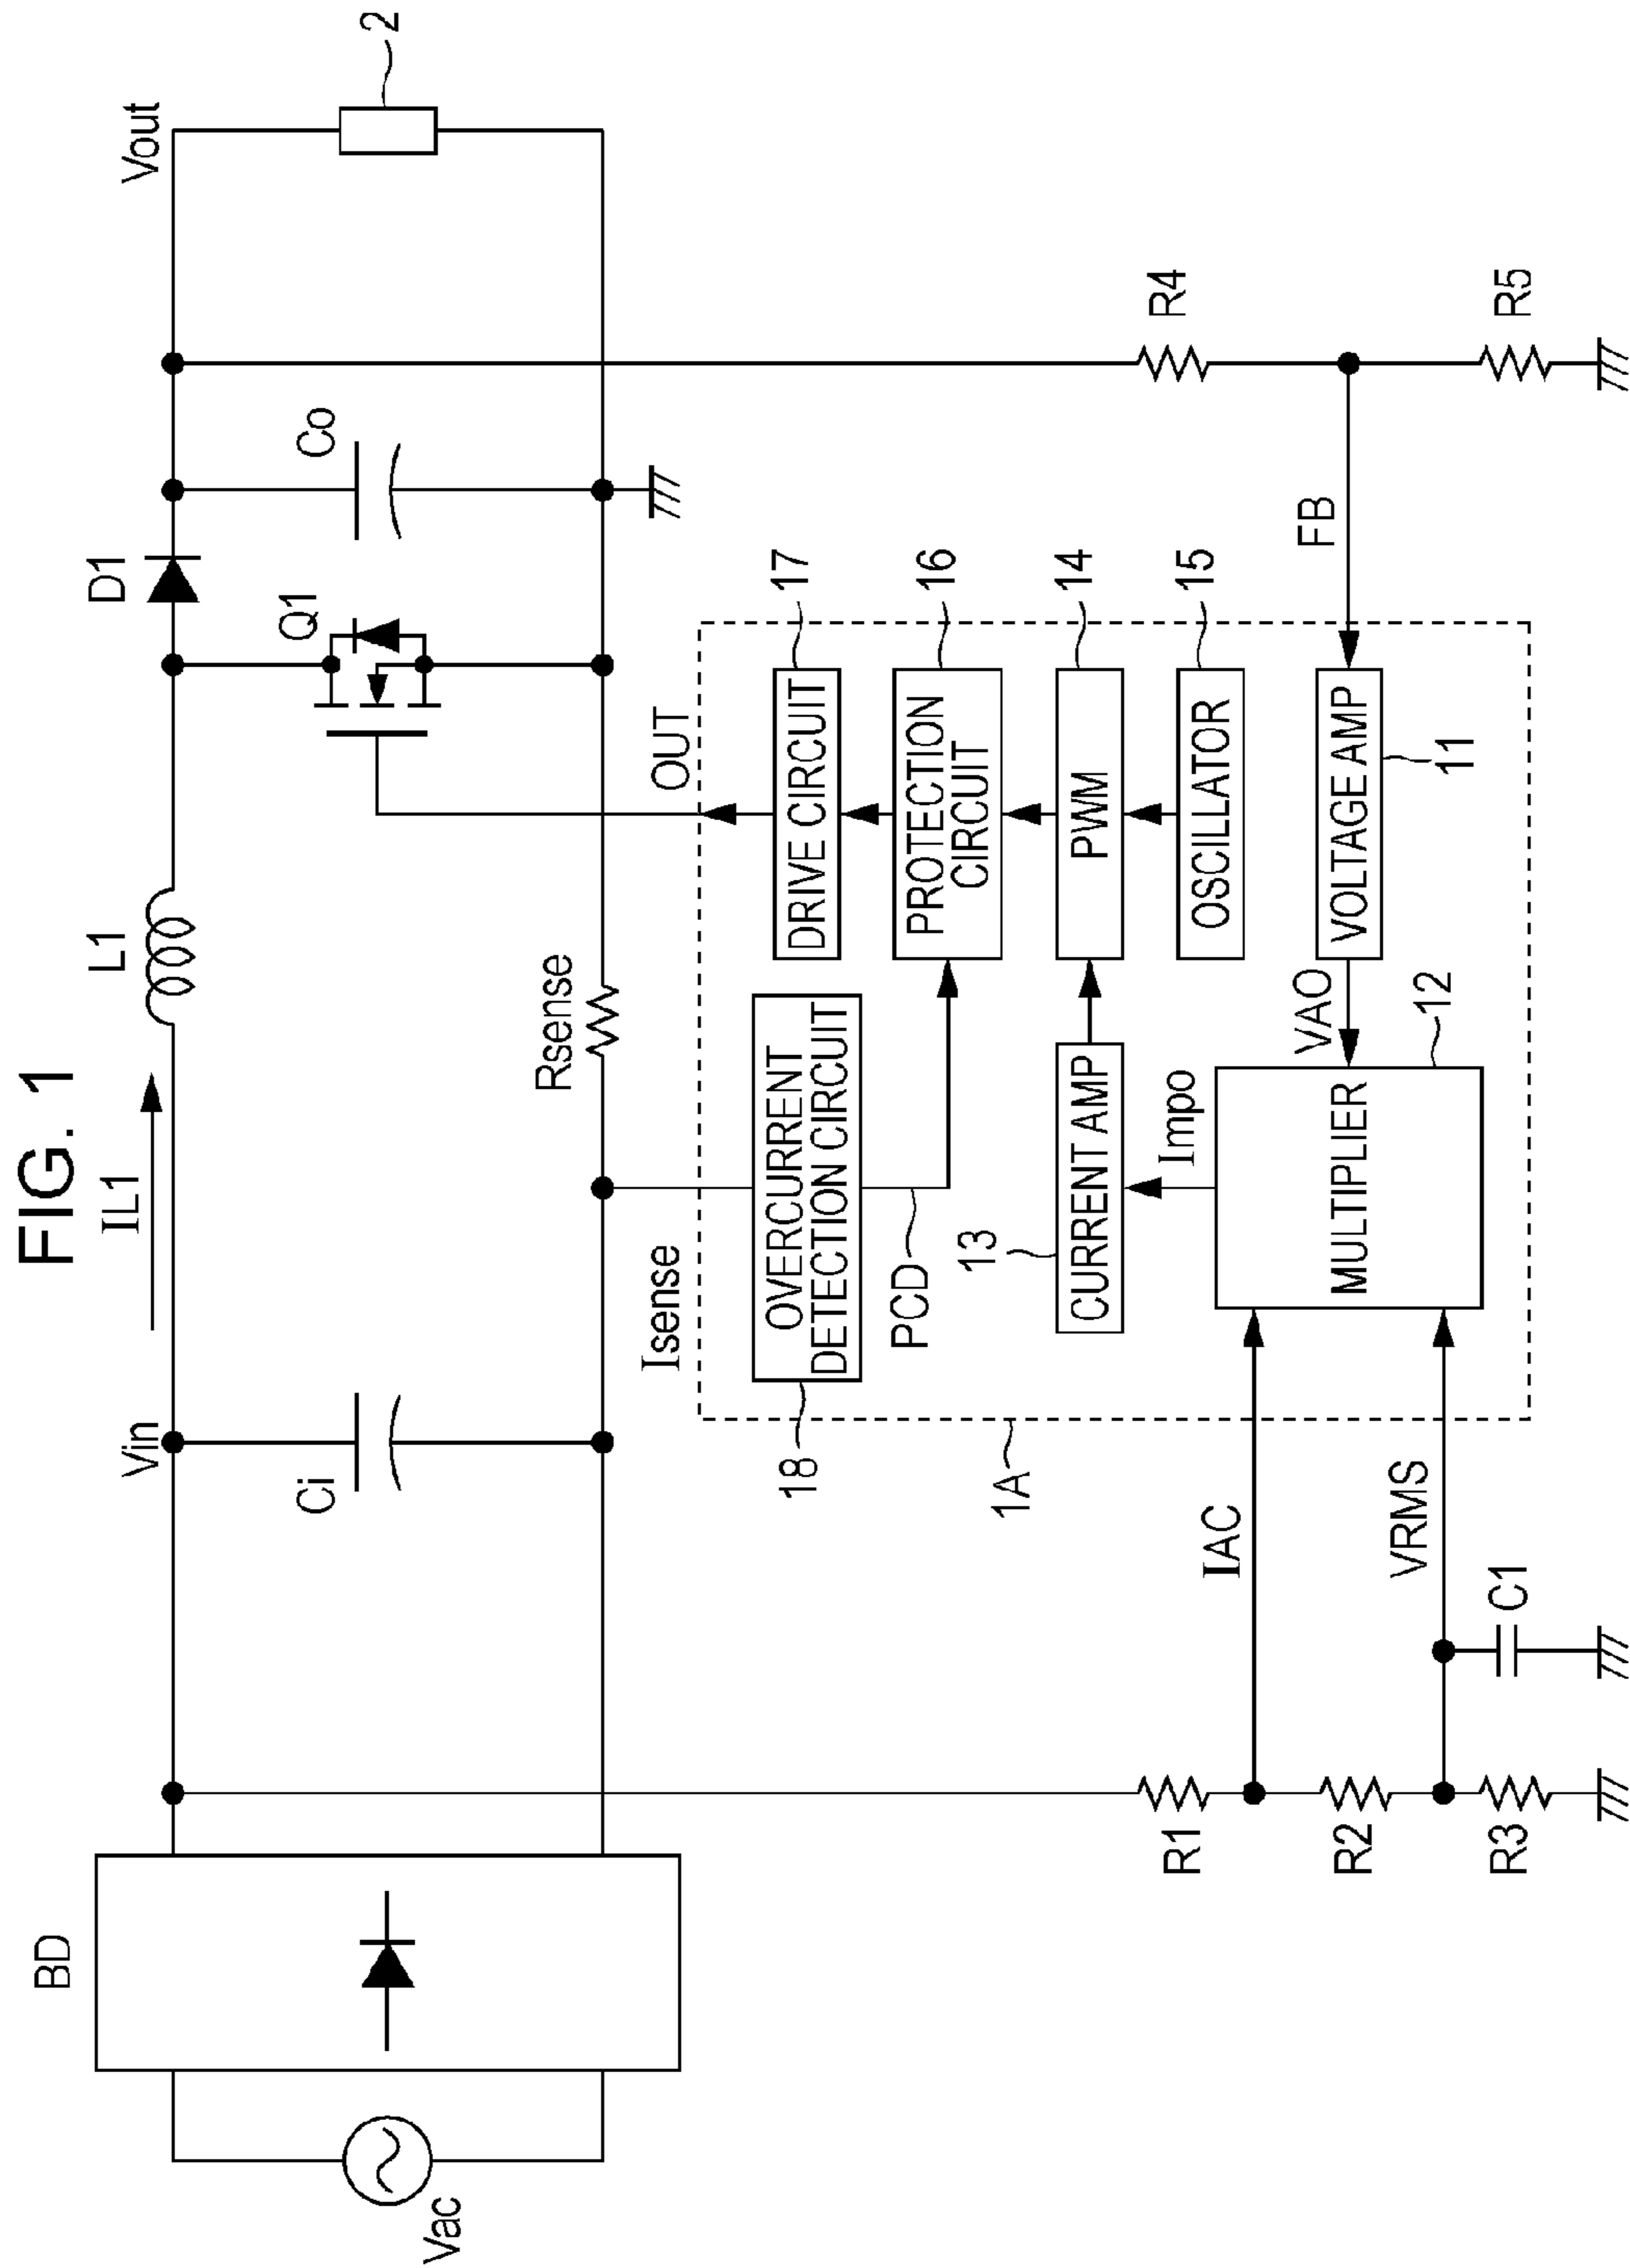 FIG. 1
BD
Vac
Vin
IL1
L1
D1
Vout
Ci
Q1
Co
2
Rsense
Isense
OUT
18
OVERCURRENT
DETECTION CIRCUIT
DRIVE CIRCUIT
17
PCD
PROTECTION
CIRCUIT
16
1A
13
CURRENT AMP
PWM
14
R1
IAC
Impo
OSCILLATOR
15
R4
R2
VRMS
MULTIPLIER
12
VAO
VOLTAGE AMP
11
FB
R3
C1
R5